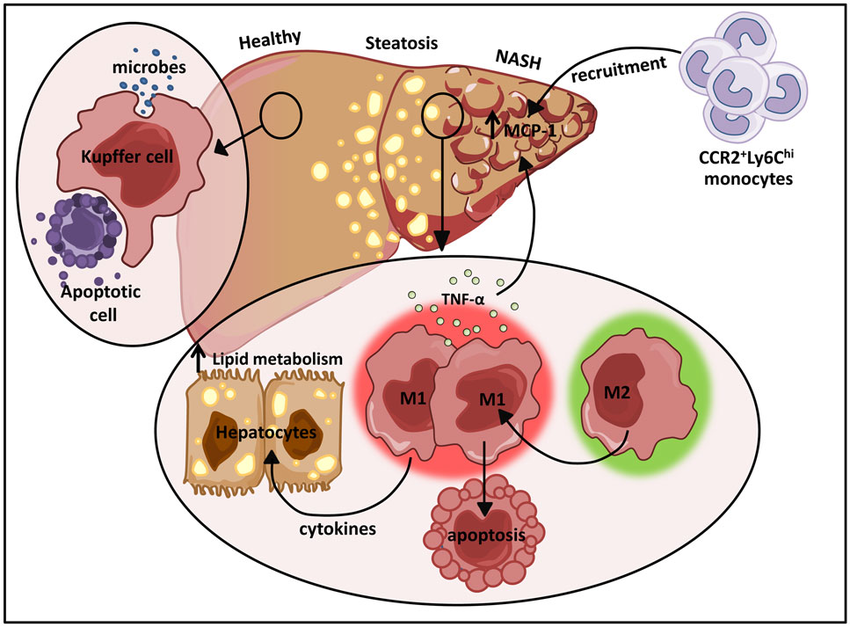 Healthy
Steatosis
NASH
recruitment
MCP-1
CCR2⁺Ly6Cʰⁱ
monocytes
microbes
Kupffer cell
Apoptotic
cell
TNF-α
Lipid metabolism
Hepatocytes
M1
M1
M2
cytokines
apoptosis